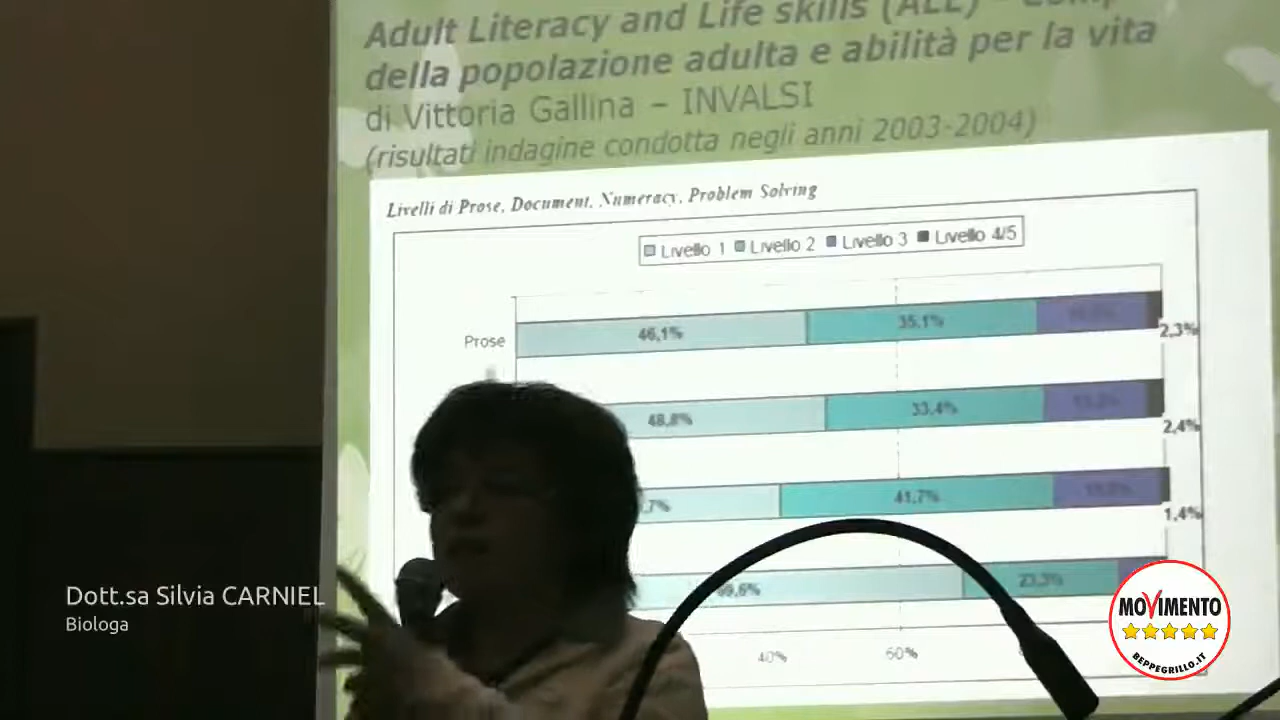 Adult Literacy and Life skills (ALL) -
della popolazione adulta e abilità per la vita
di Vittoria Gallina – INVALSI
(risultati indagine condotta negli anni 2003-2004)
Livelli di Prose, Document, Numeracy, Problem Solving
Livello 1 Livello 2 Livello 3 Livello 4/5
Prose 46,1% 35,1% 2,3%
48,8% 33,4% 2,4%
,7% 41,7% 1,4%
23,3%
40% 60%
Dott.sa Silvia CARNIEL
Biologa
MOVIMENTO
BEPPEGRILLO.IT